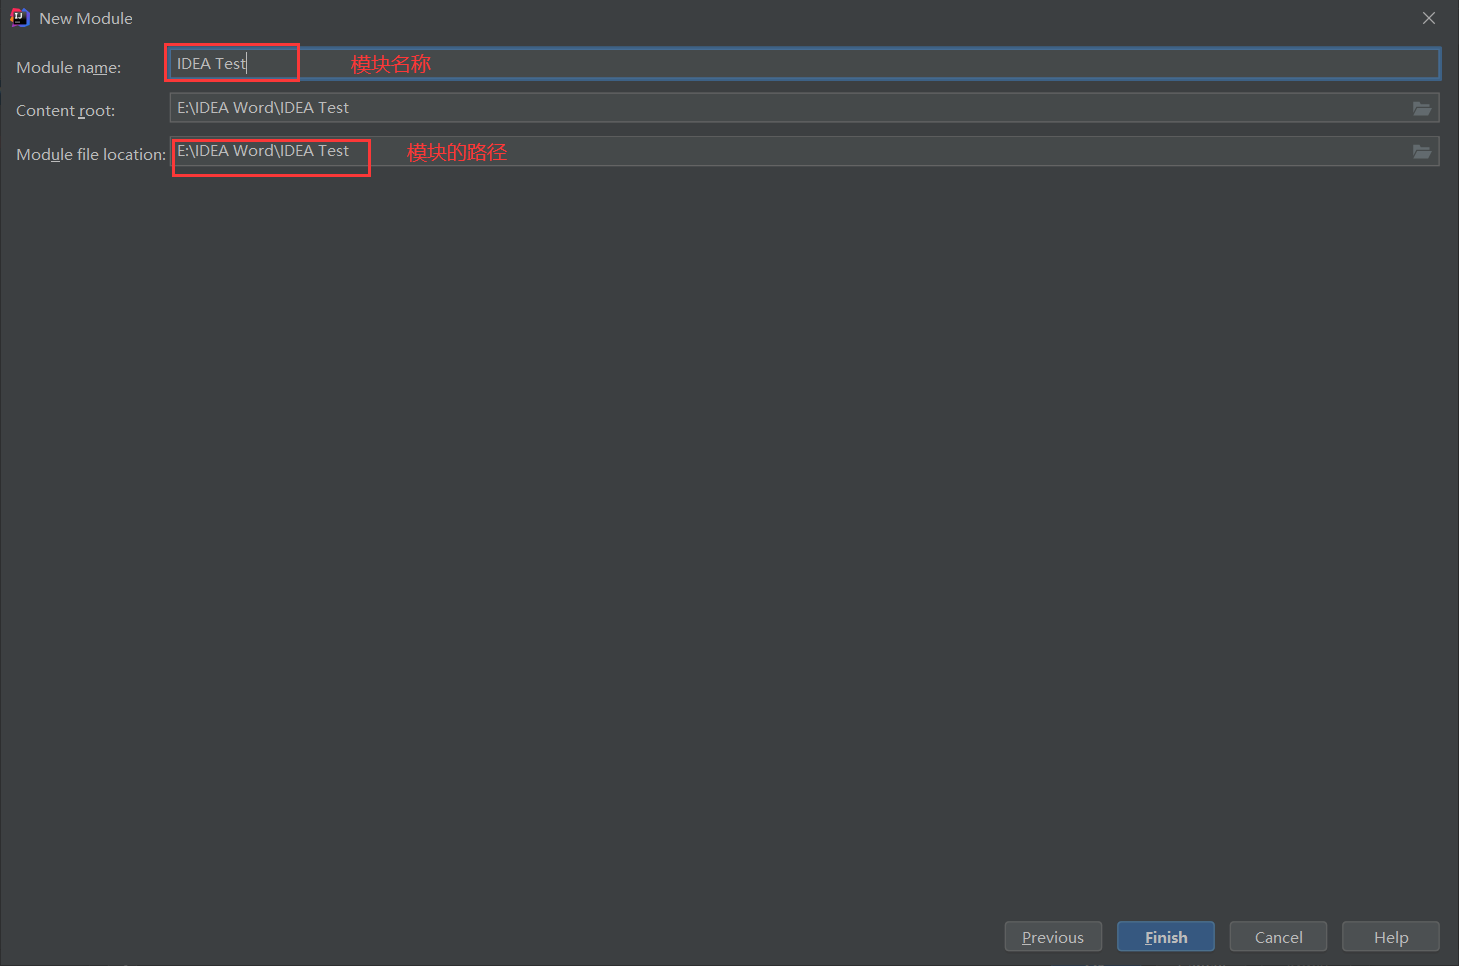 New Module
Module name: IDEA Test 模块名称
Content root: E:\IDEA Word\IDEA Test
Module file location: E:\IDEA Word\IDEA Test 模块的路径
Previous Finish Cancel Help